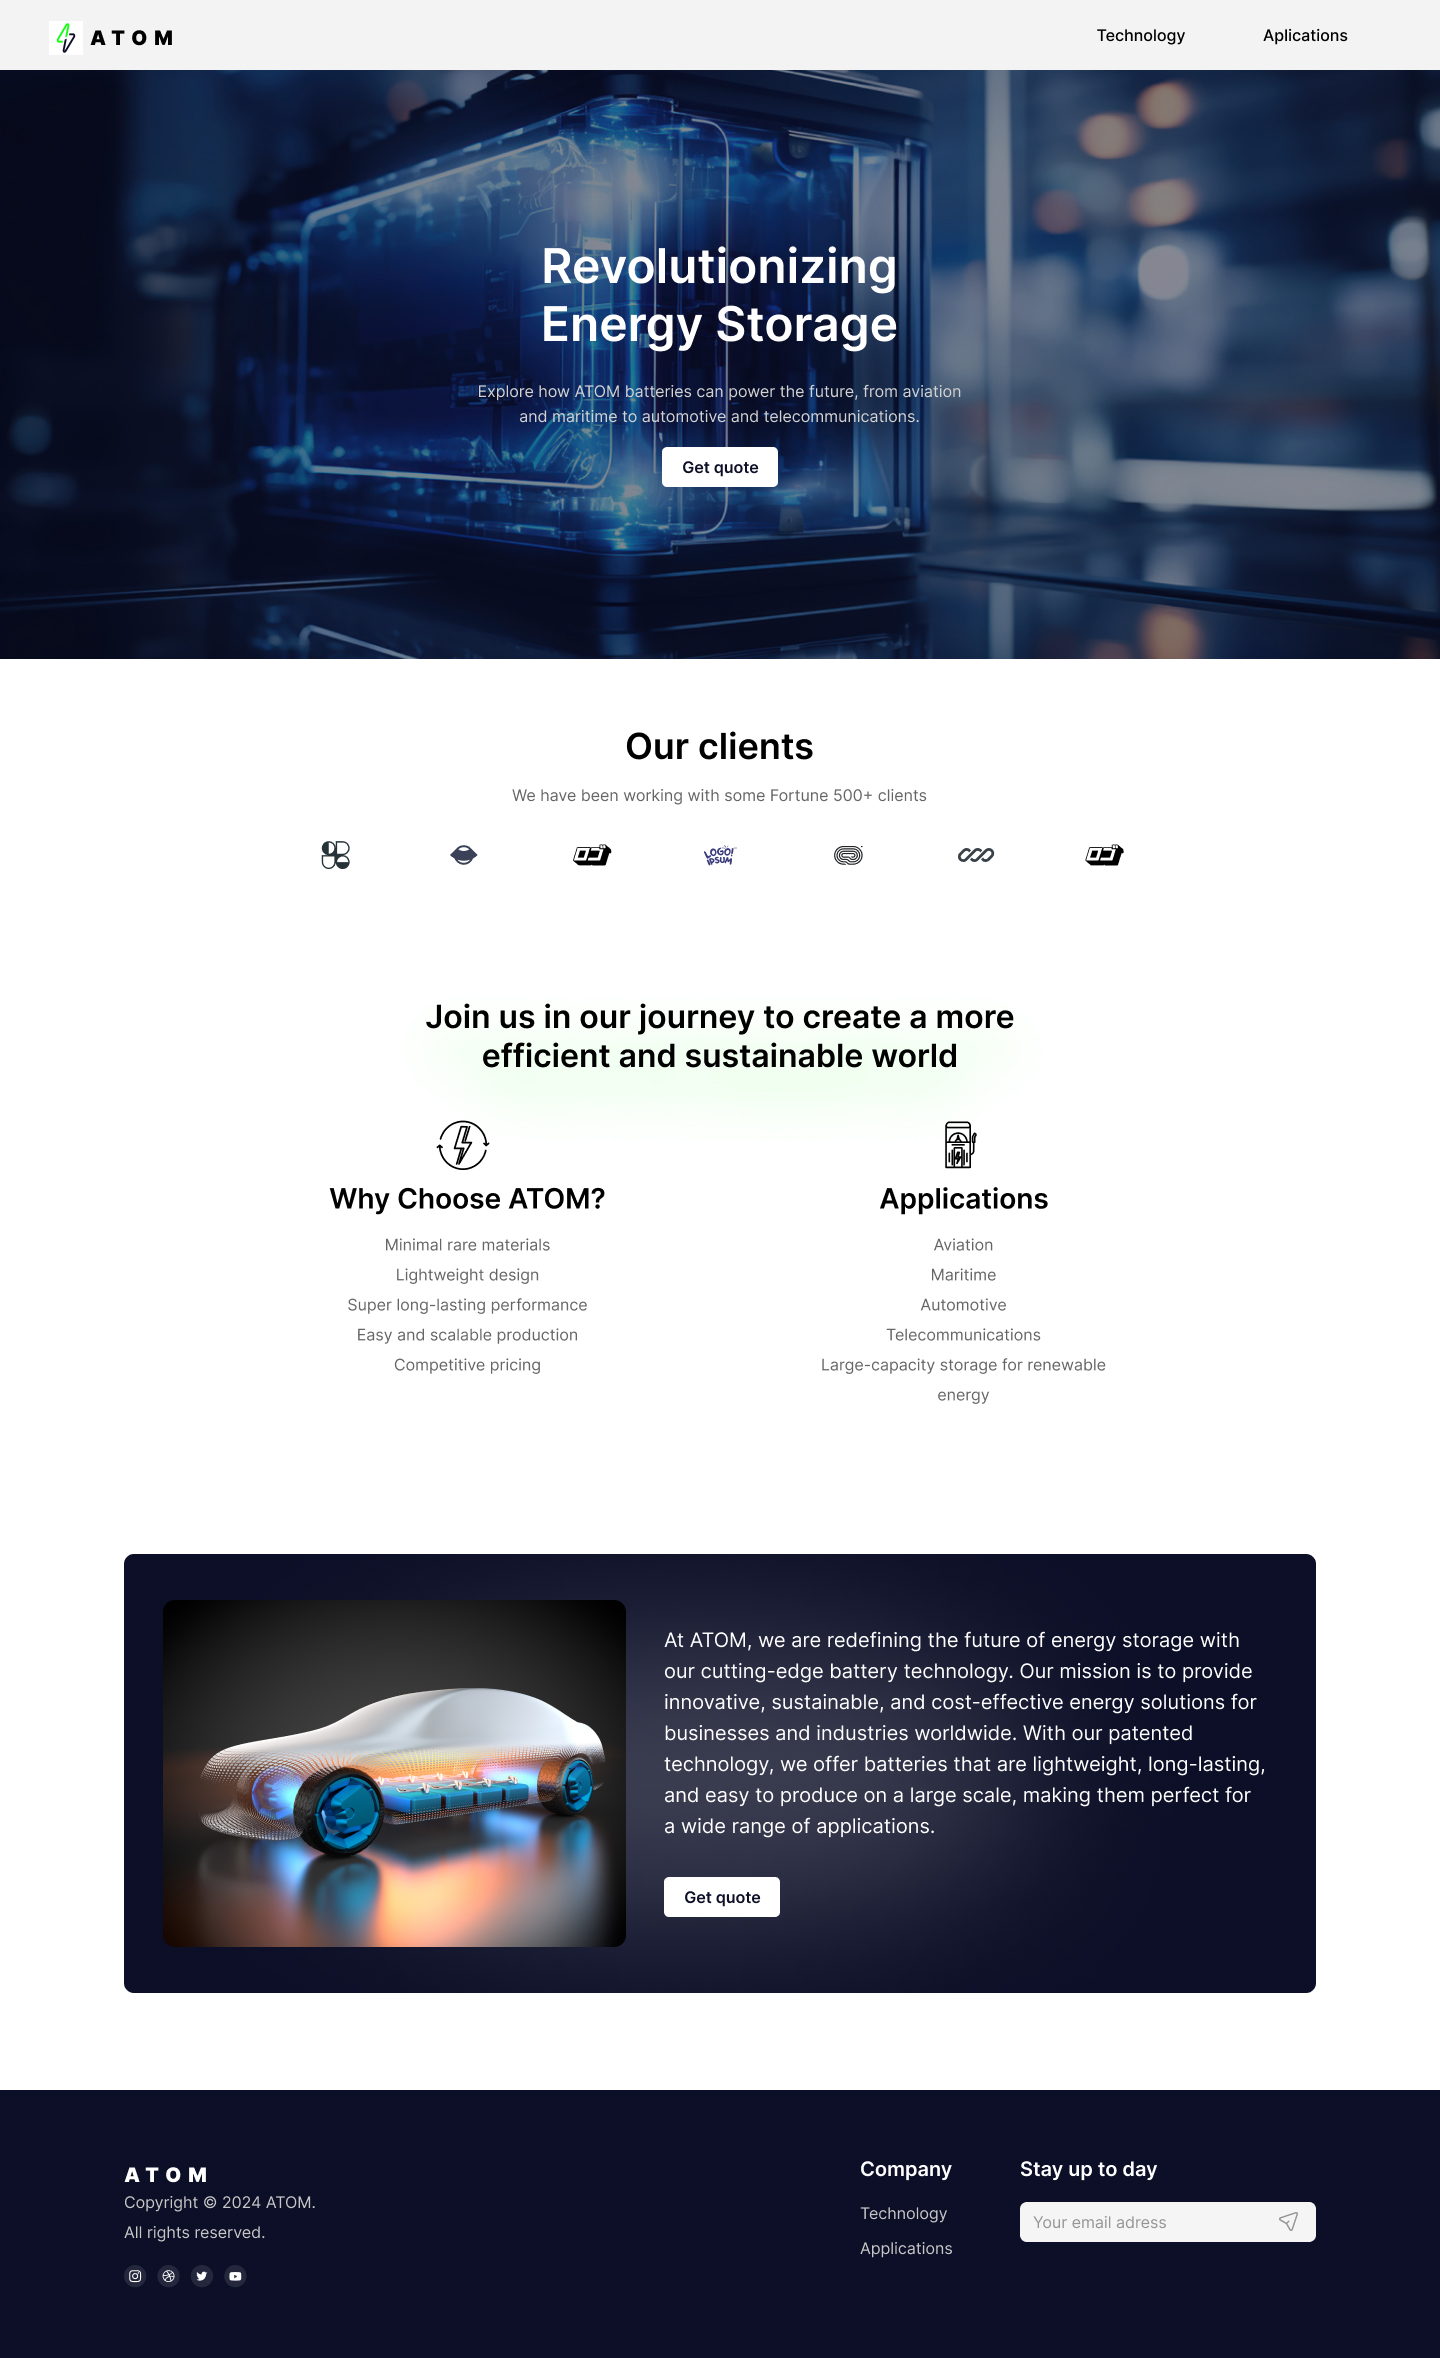 ATOM
Technology
Aplications
Revolutionizing
Energy Storage
Explore how ATOM batteries can power the future, from aviation
and maritime to automotive and telecommunications.
Get quote
Our clients
We have been working with some Fortune 500+ clients
LOGO!
IPSUM
Join us in our journey to create a more
efficient and sustainable world
Why Choose ATOM?
Minimal rare materials
Lightweight design
Super long-lasting performance
Easy and scalable production
Competitive pricing
Applications
Aviation
Maritime
Automotive
Telecommunications
Large-capacity storage for renewable
energy
At ATOM, we are redefining the future of energy storage with
our cutting-edge battery technology. Our mission is to provide
innovative, sustainable, and cost-effective energy solutions for
businesses and industries worldwide. With our patented
technology, we offer batteries that are lightweight, long-lasting,
and easy to produce on a large scale, making them perfect for
a wide range of applications.
Get quote
ATOM
Copyright © 2024 ATOM.
All rights reserved.
Company
Technology
Applications
Stay up to day
Your email adress